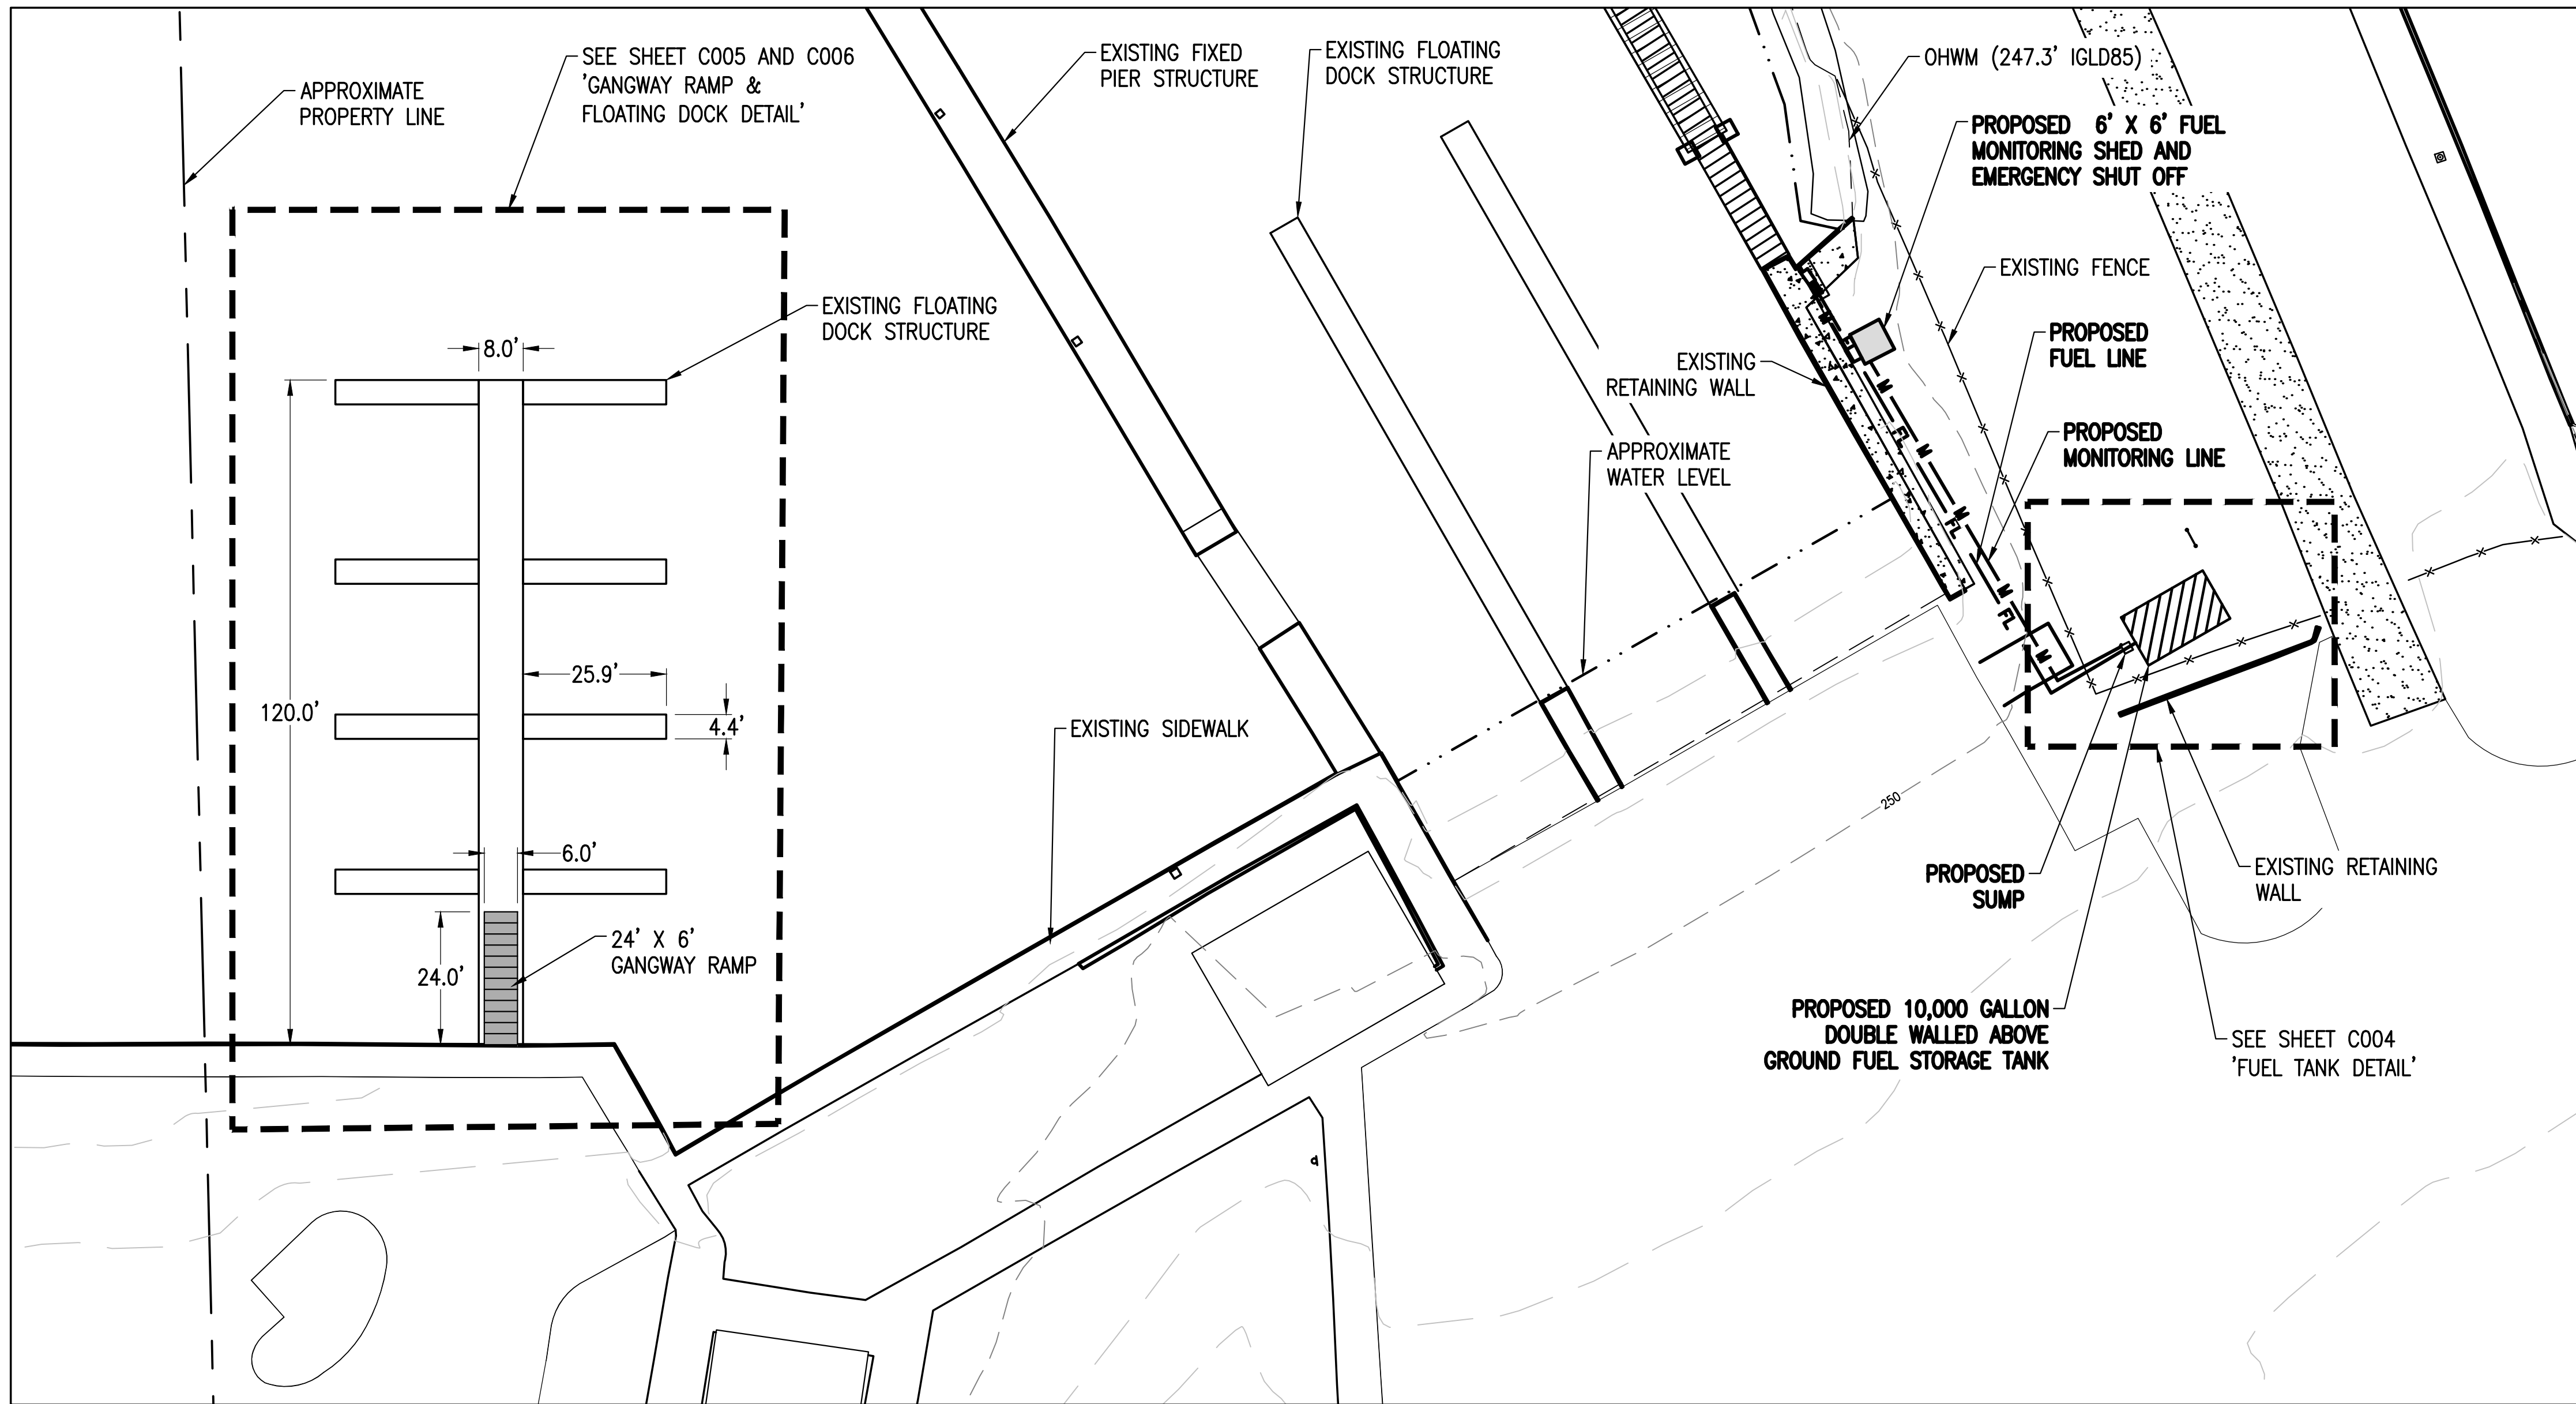 APPROXIMATE
PROPERTY LINE
SEE SHEET C005 AND C006
'GANGWAY RAMP &
FLOATING DOCK DETAIL'
EXISTING FIXED
PIER STRUCTURE
EXISTING FLOATING
DOCK STRUCTURE
OHWM (247.3' IGLD85)
PROPOSED 6' X 6' FUEL
MONITORING SHED AND
EMERGENCY SHUT OFF
EXISTING FENCE
EXISTING FLOATING
DOCK STRUCTURE
8.0'
PROPOSED
FUEL LINE
EXISTING
RETAINING WALL
PROPOSED
MONITORING LINE
APPROXIMATE
WATER LEVEL
M
M
FL
M
M
FL
M
FL
M
25.9'
120.0'
4.4'
EXISTING SIDEWALK
250
6.0'
PROPOSED
SUMP
EXISTING RETAINING
WALL
24' X 6'
GANGWAY RAMP
24.0'
PROPOSED 10,000 GALLON
DOUBLE WALLED ABOVE
GROUND FUEL STORAGE TANK
SEE SHEET C004
'FUEL TANK DETAIL'